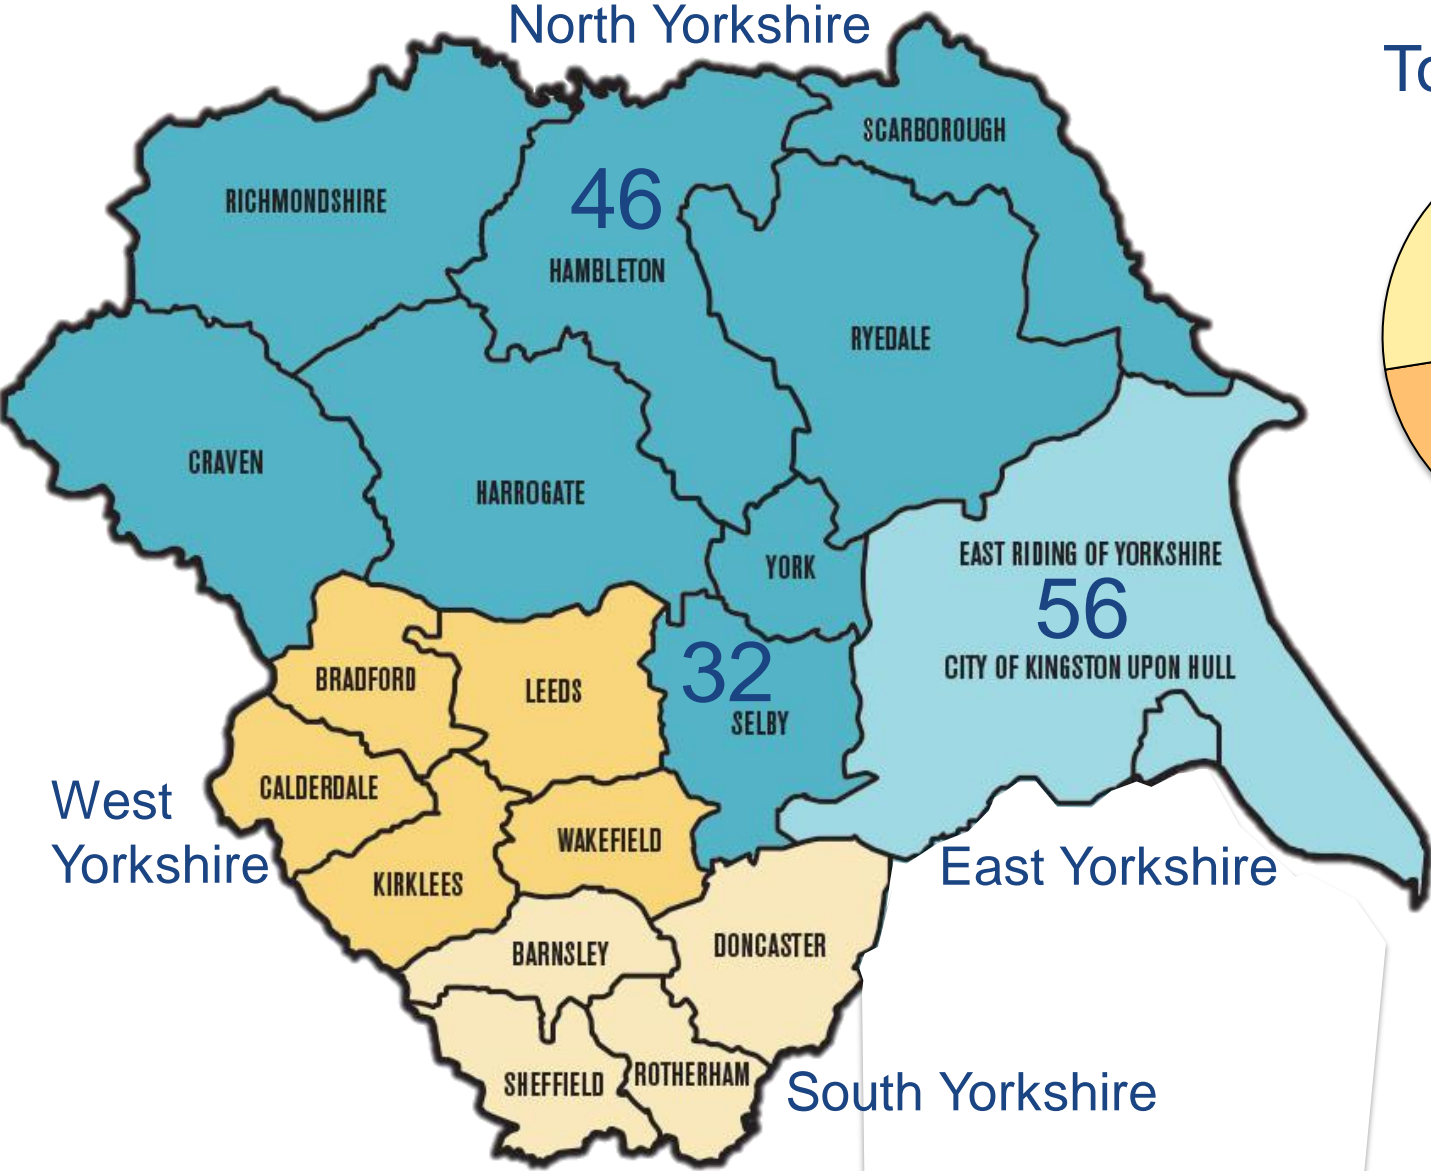 North Yorkshire
To
SCARBOROUGH
RICHMONDSHIRE
46
HAMBLETON
RYEDALE
CRAVEN
HARROGATE
YORK
EAST RIDING OF YORKSHIRE
56
CITY OF KINGSTON UPON HULL
BRADFORD
LEEDS
32
SELBY
CALDERDALE
West
Yorkshire
WAKEFIELD
KIRKLEES
East Yorkshire
BARNSLEY
DONCASTER
SHEFFIELD
ROTHERHAM
South Yorkshire